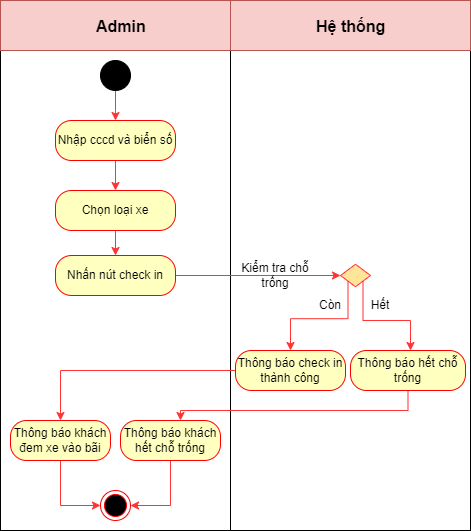 Admin
Hệ thống
Nhập cccd và biển số
Chọn loại xe
Nhấn nút check in
Kiểm tra chỗ
trống
Còn
Hết
Thông báo check in
thành công
Thông báo hết chỗ
trống
Thông báo khách
đem xe vào bãi
Thông báo khách
hết chỗ trống